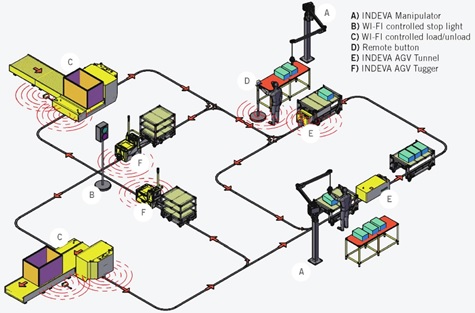 A
A) INDEVA Manipulator
B) WI-FI controlled stop light
C) WI-FI controlled load/unload
D) Remote button
E) INDEVA AGV Tunnel
F) INDEVA AGV Tugger
C
D
E
F
B
F
E
C
A